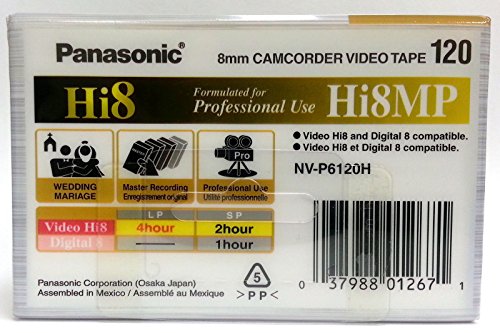 Panasonic 8mm CAMCORDER VIDEO TAPE 120
Hi8 Formulated for Professional Use Hi8MP
• Video Hi8 and Digital 8 compatible.
• Video Hi8 et Digital 8 compatible.
NV-P6120H
Pro
WEDDING
MARIAGE
Master Recording
Enregistrement original
Professional Use
Utilité professionnelle
LP SP
Video Hi8 4hour 2hour
Digital 8 —— 1hour
Panasonic Corporation (Osaka Japan)
Assembled in Mexico / Assemblé au Mexique
5
>PP<
0 37988 01267 1